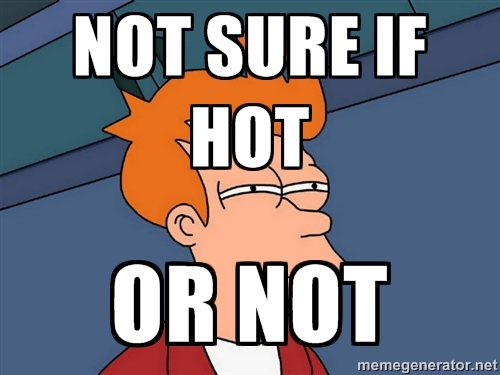 NOT SURE IF
HOT
OR NOT
memegenerator.net